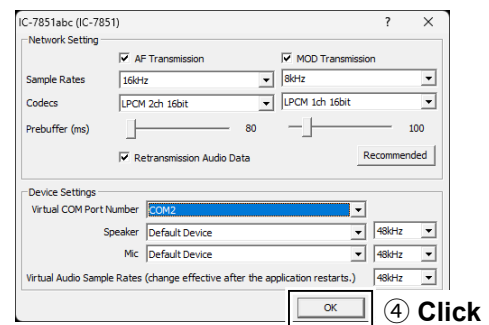 IC-7851abc (IC-7851) ? ×
Network Setting
AF Transmission MOD Transmission
Sample Rates 16kHz 8kHz
Codecs LPCM 2ch 16bit LPCM 1ch 16bit
Prebuffer (ms) 80 100
Retransmission Audio Data Recommended
Device Settings
Virtual COM Port Number COM2
Speaker Default Device 48kHz
Mic Default Device 48kHz
Virtual Audio Sample Rates (change effective after the application restarts.) 48kHz
OK ④ Click